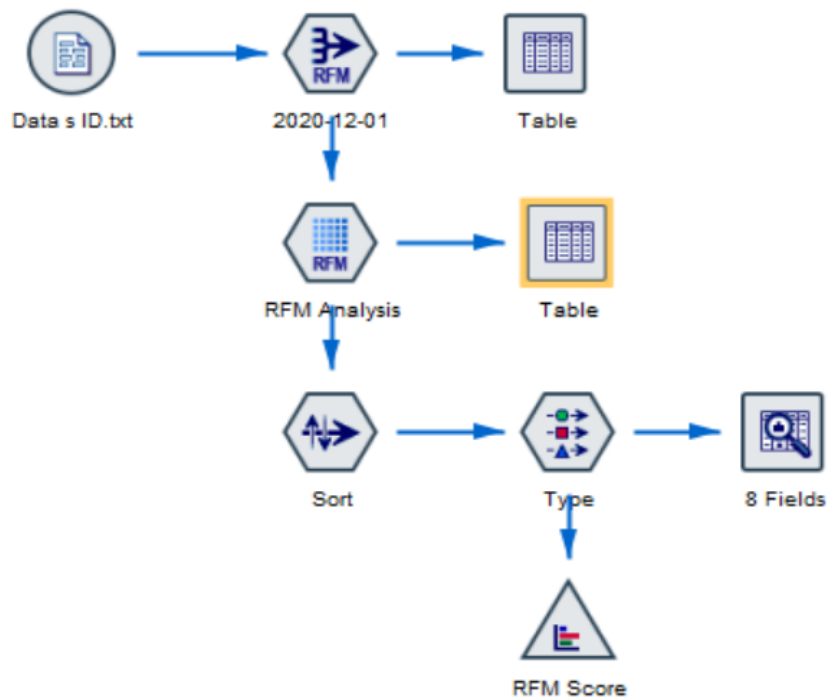 Data s ID.txt
RFM
2020-12-01
Table
RFM
RFM Analysis
Table
Sort
Type
8 Fields
RFM Score